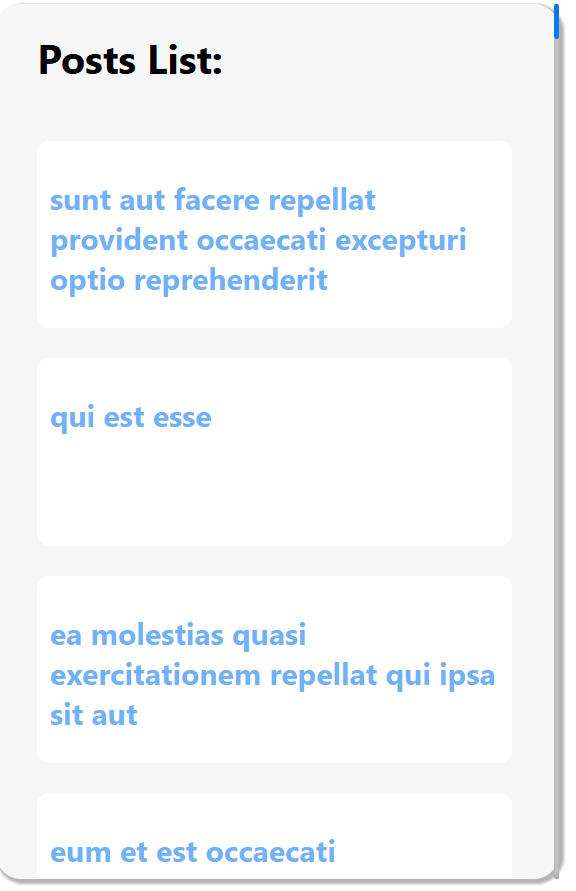 Posts List:
sunt aut facere repellat
provident occaecati excepturi
optio reprehenderit
qui est esse
ea molestias quasi
exercitationem repellat qui ipsa
sit aut
eum et est occaecati